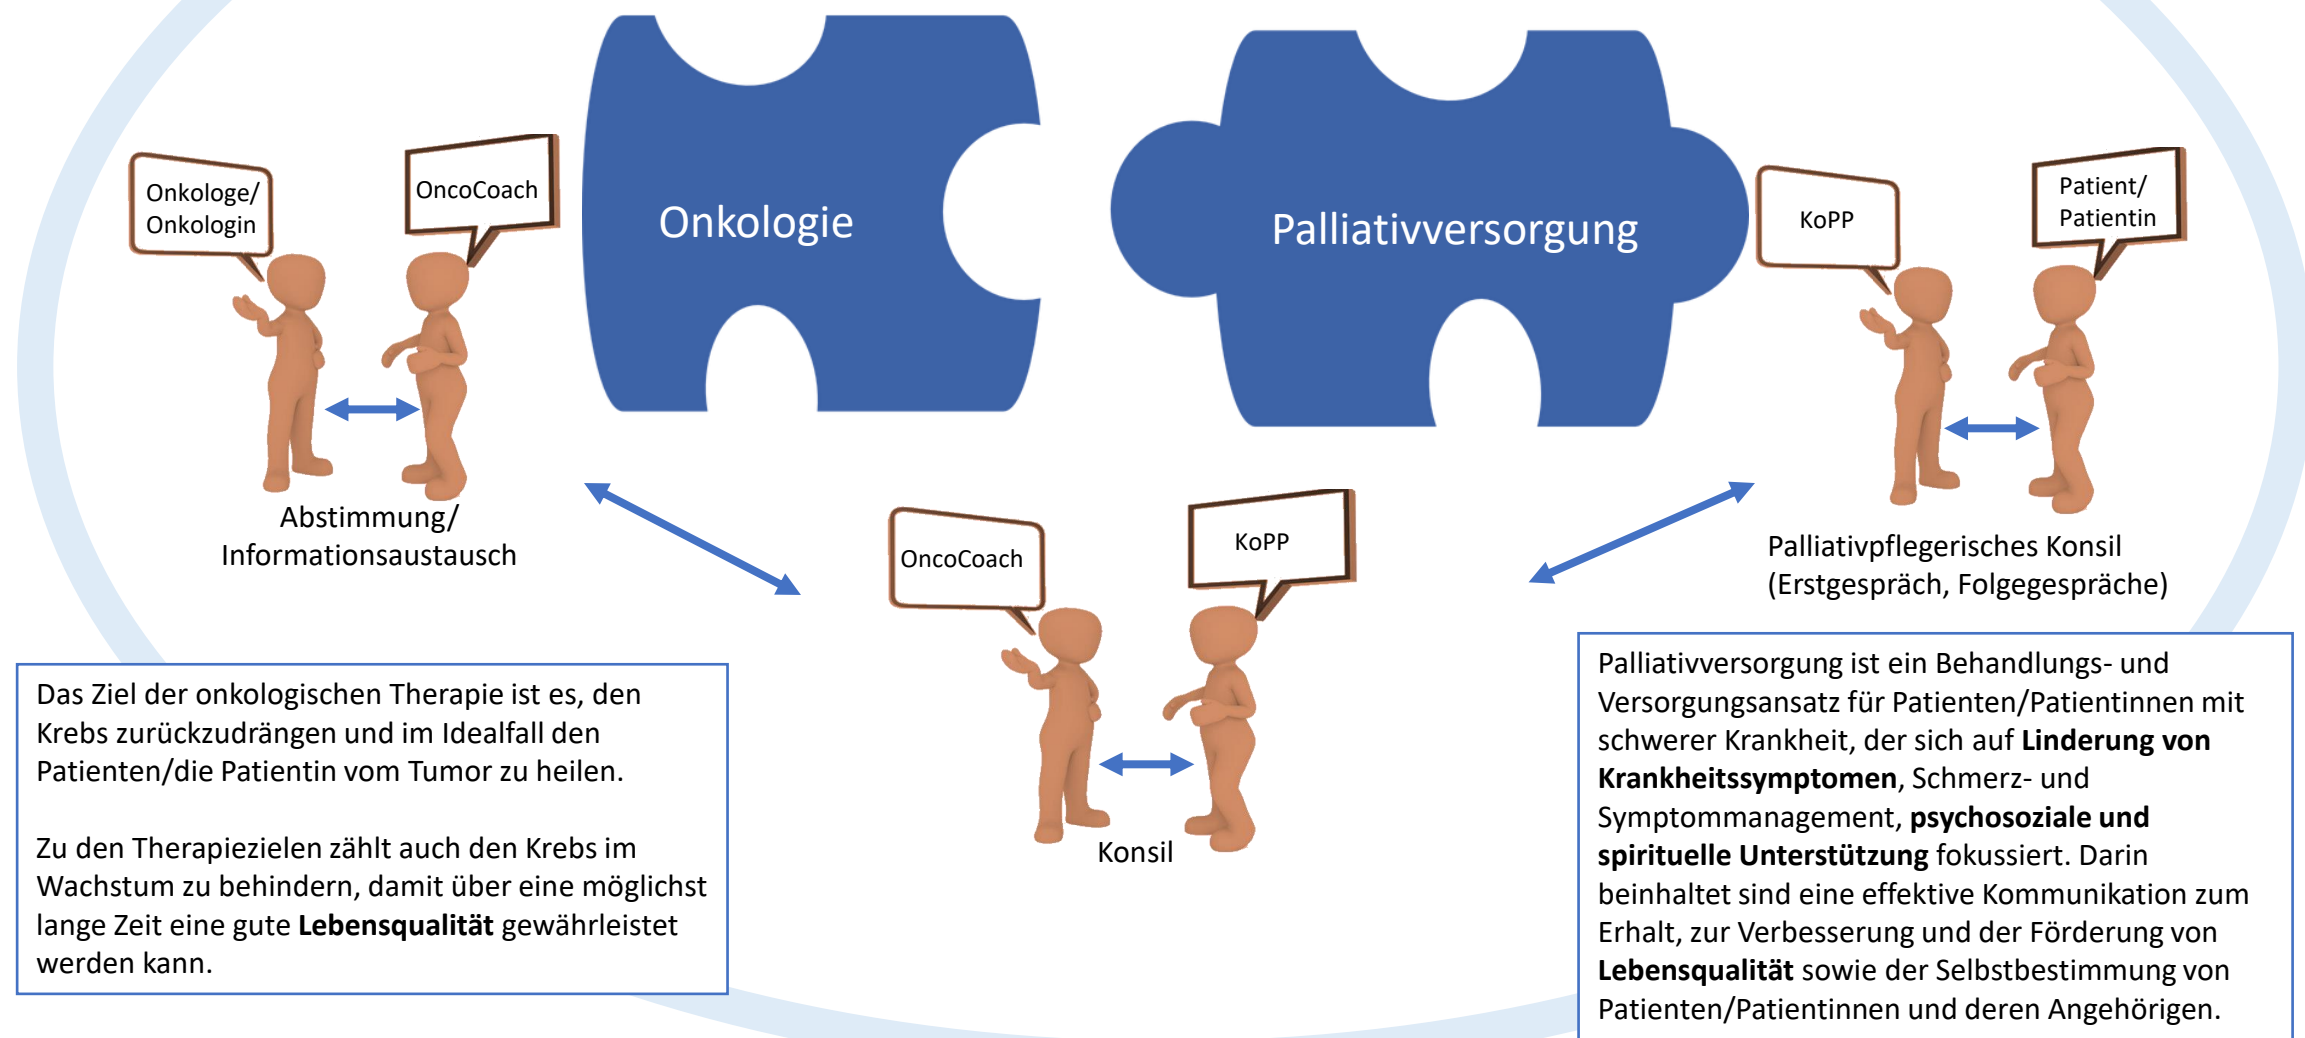 Onkologie
Palliativversorgung
Onkologe/
Onkologin
OncoCoach
Abstimmung/
Informationsaustausch
KoPP
Patient/
Patientin
Palliativpflegerisches Konsil
(Erstgespräch, Folgegespräche)
OncoCoach
KoPP
Konsil
Das Ziel der onkologischen Therapie ist es, den
Krebs zurückzudrängen und im Idealfall den
Patienten/die Patientin vom Tumor zu heilen.
Zu den Therapiezielen zählt auch den Krebs im
Wachstum zu behindern, damit über eine möglichst
lange Zeit eine gute Lebensqualität gewährleistet
werden kann.
Palliativversorgung ist ein Behandlungs- und
Versorgungsansatz für Patienten/Patientinnen mit
schwerer Krankheit, der sich auf Linderung von
Krankheitssymptomen, Schmerz- und
Symptommanagement, psychosoziale und
spirituelle Unterstützung fokussiert. Darin
beinhaltet sind eine effektive Kommunikation zum
Erhalt, zur Verbesserung und der Förderung von
Lebensqualität sowie der Selbstbestimmung von
Patienten/Patientinnen und deren Angehörigen.